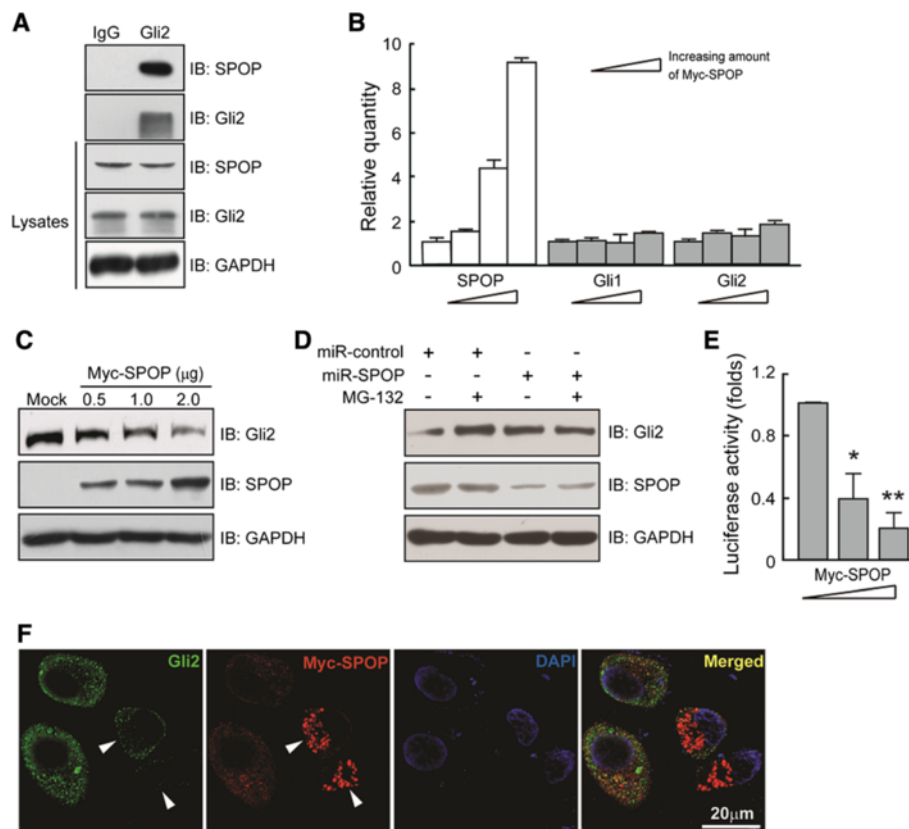 A
IgG Gli2
IB: SPOP
IB: Gli2
IB: SPOP
Lysates
IB: Gli2
IB: GAPDH
B
Relative quantity
10
8
6
4
2
0
Increasing amount
of Myc-SPOP
SPOP Gli1 Gli2
C
Myc-SPOP (μg)
Mock 0.5 1.0 2.0
IB: Gli2
IB: SPOP
IB: GAPDH
D
miR-control + + - -
miR-SPOP - - + +
MG-132 - + - +
IB: Gli2
IB: SPOP
IB: GAPDH
E
Luciferase activity (folds)
1.2
0.8
0.4
0
*
**
Myc-SPOP
F
Gli2 Myc-SPOP DAPI Merged
20μm